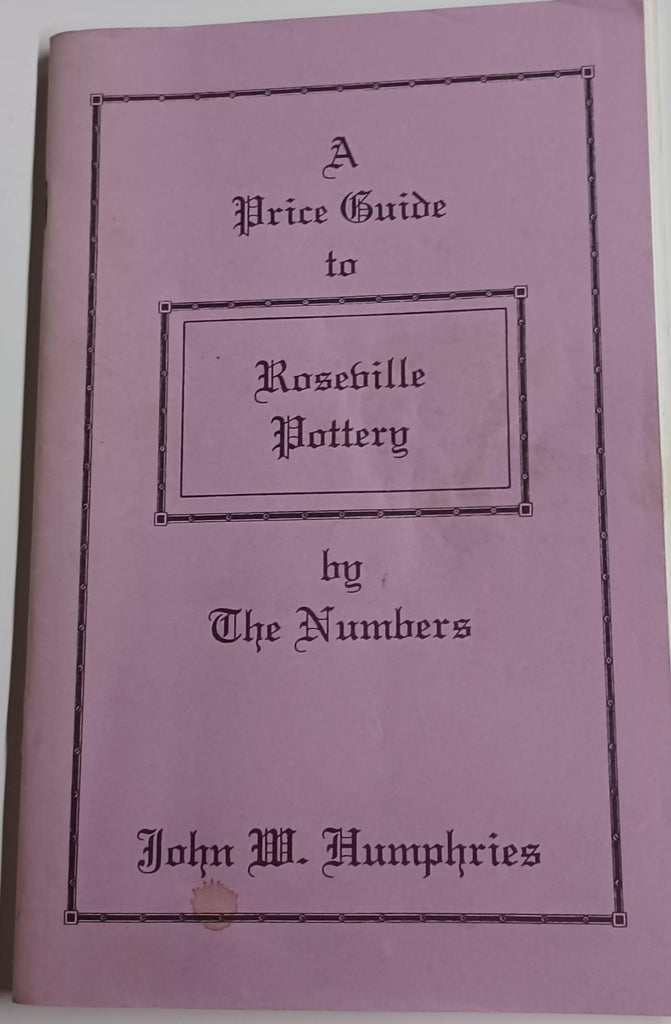 A
Price Guide
to
Roseville
Pottery
by
The Numbers
John W. Humphries